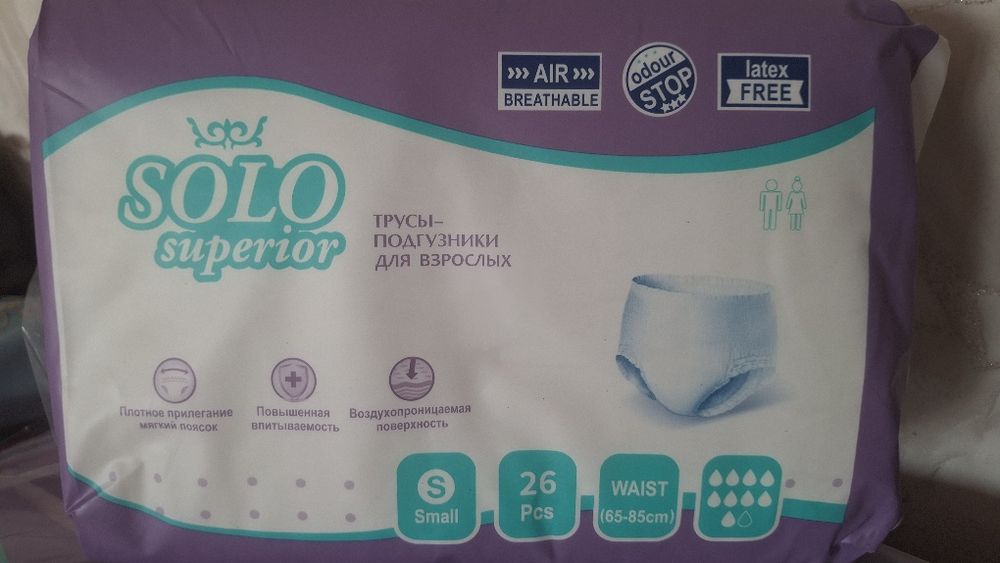 ››› AIR ›››
BREATHABLE
odour
STOP
latex
FREE
SOLO
superior
ТРУСЫ–
ПОДГУЗНИКИ
ДЛЯ ВЗРОСЛЫХ
Плотное прилегание
мягкий поясок
Повышенная
впитываемость
Воздухопроницаемая
поверхность
S
Small
26
Pcs
WAIST
(65-85cm)